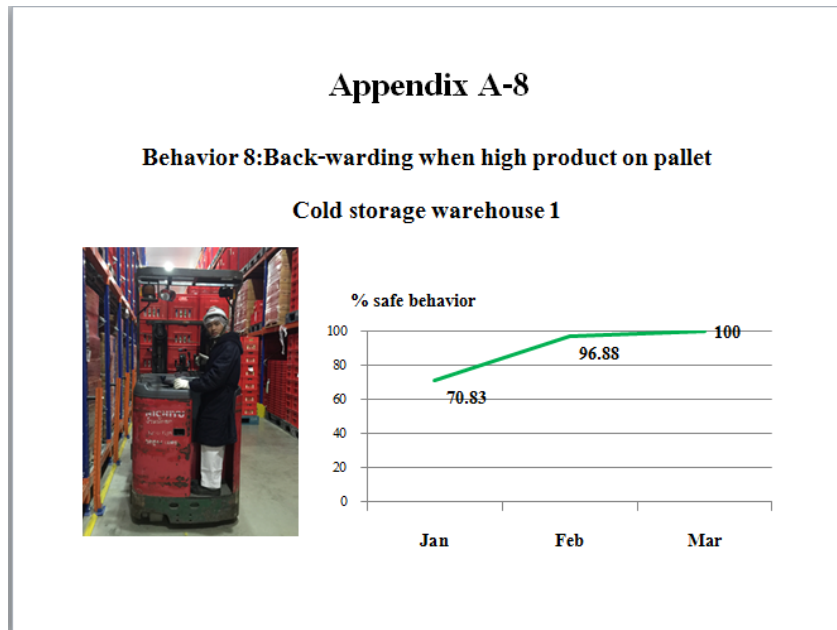 Appendix A-8
Behavior 8:Back-warding when high product on pallet
Cold storage warehouse 1
NICHIYU
% safe behavior
100
80
60
40
20
0
70.83
96.88
100
Jan
Feb
Mar